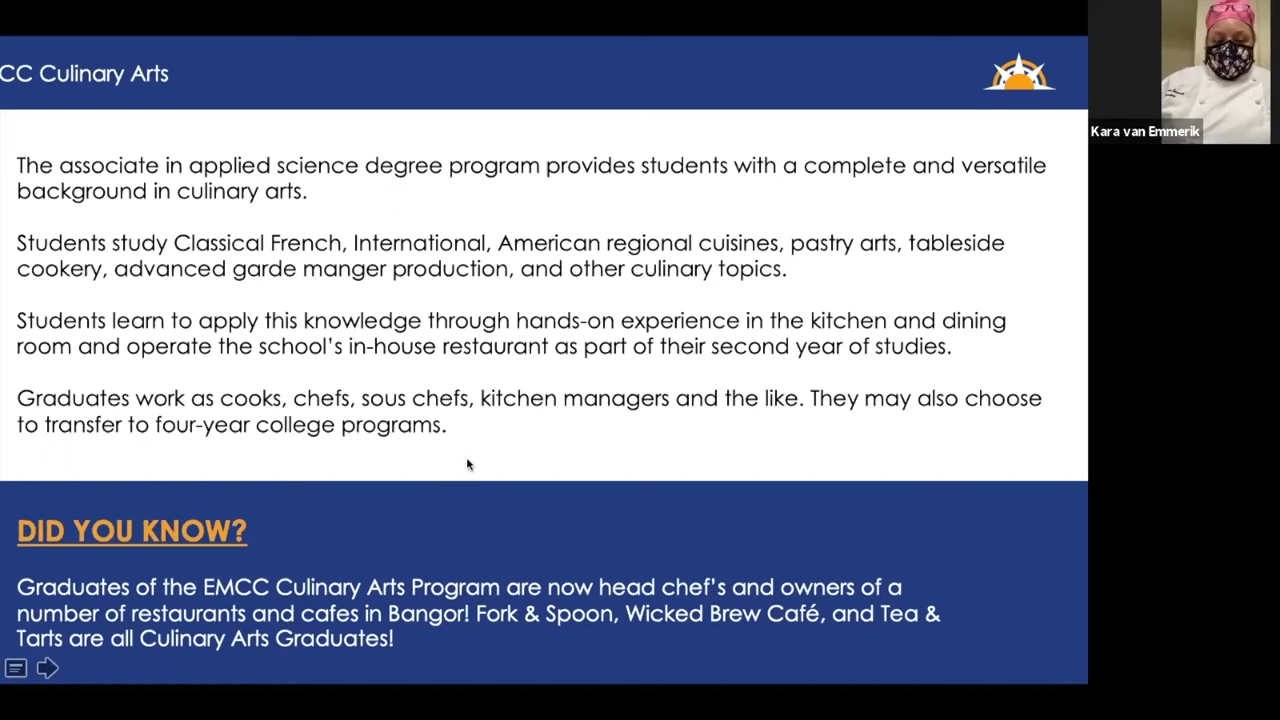 CC Culinary Arts
Kara van Emmerik
The associate in applied science degree program provides students with a complete and versatile
background in culinary arts.
Students study Classical French, International, American regional cuisines, pastry arts, tableside
cookery, advanced garde manger production, and other culinary topics.
Students learn to apply this knowledge through hands-on experience in the kitchen and dining
room and operate the school's in-house restaurant as part of their second year of studies.
Graduates work as cooks, chefs, sous chefs, kitchen managers and the like. They may also choose
to transfer to four-year college programs.
DID YOU KNOW?
Graduates of the EMCC Culinary Arts Program are now head chef's and owners of a
number of restaurants and cafes in Bangor! Fork & Spoon, Wicked Brew Café, and Tea &
Tarts are all Culinary Arts Graduates!